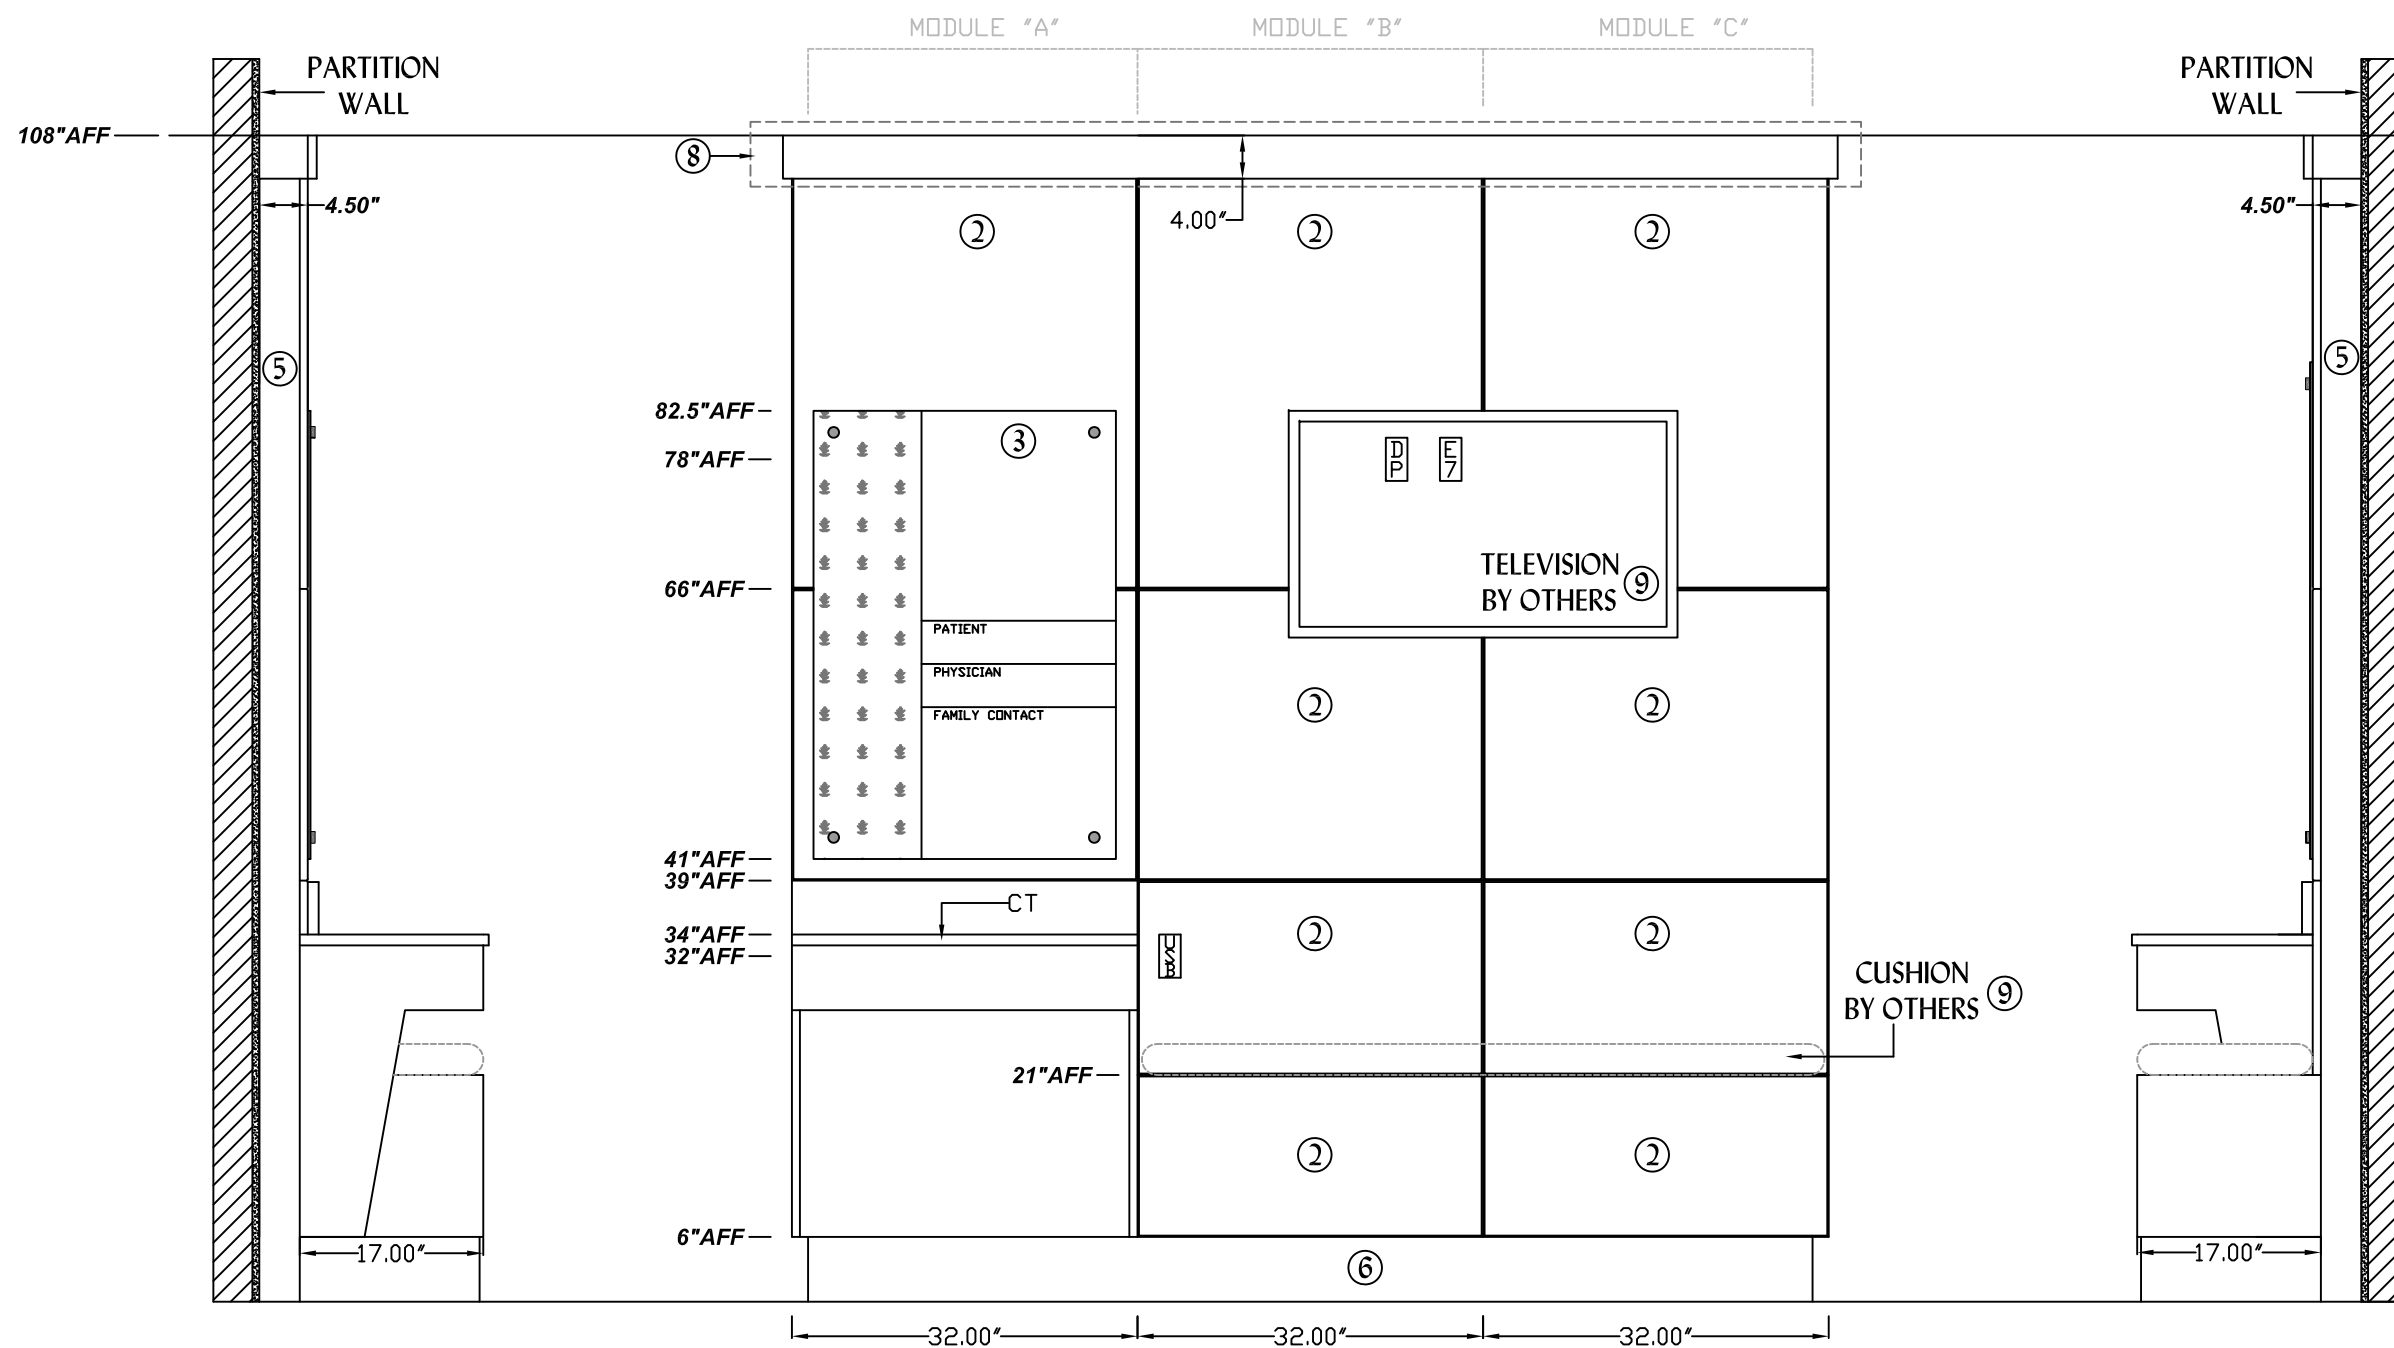 MODULE "A" MODULE "B" MODULE "C"
PARTITION
WALL
PARTITION
WALL
108"AFF
8
4.50"
4.00"
4.50"
2 2 2
5
5
82.5"AFF
3
78"AFF
D
P
E
7
TELEVISION
BY OTHERS 9
66"AFF
PATIENT
PHYSICIAN
FAMILY CONTACT
2 2
41"AFF
39"AFF
CT
34"AFF
32"AFF
U
S
B
2 2
CUSHION
BY OTHERS 9
21"AFF
2 2
6"AFF
17.00"
17.00"
6
32.00" 32.00" 32.00"